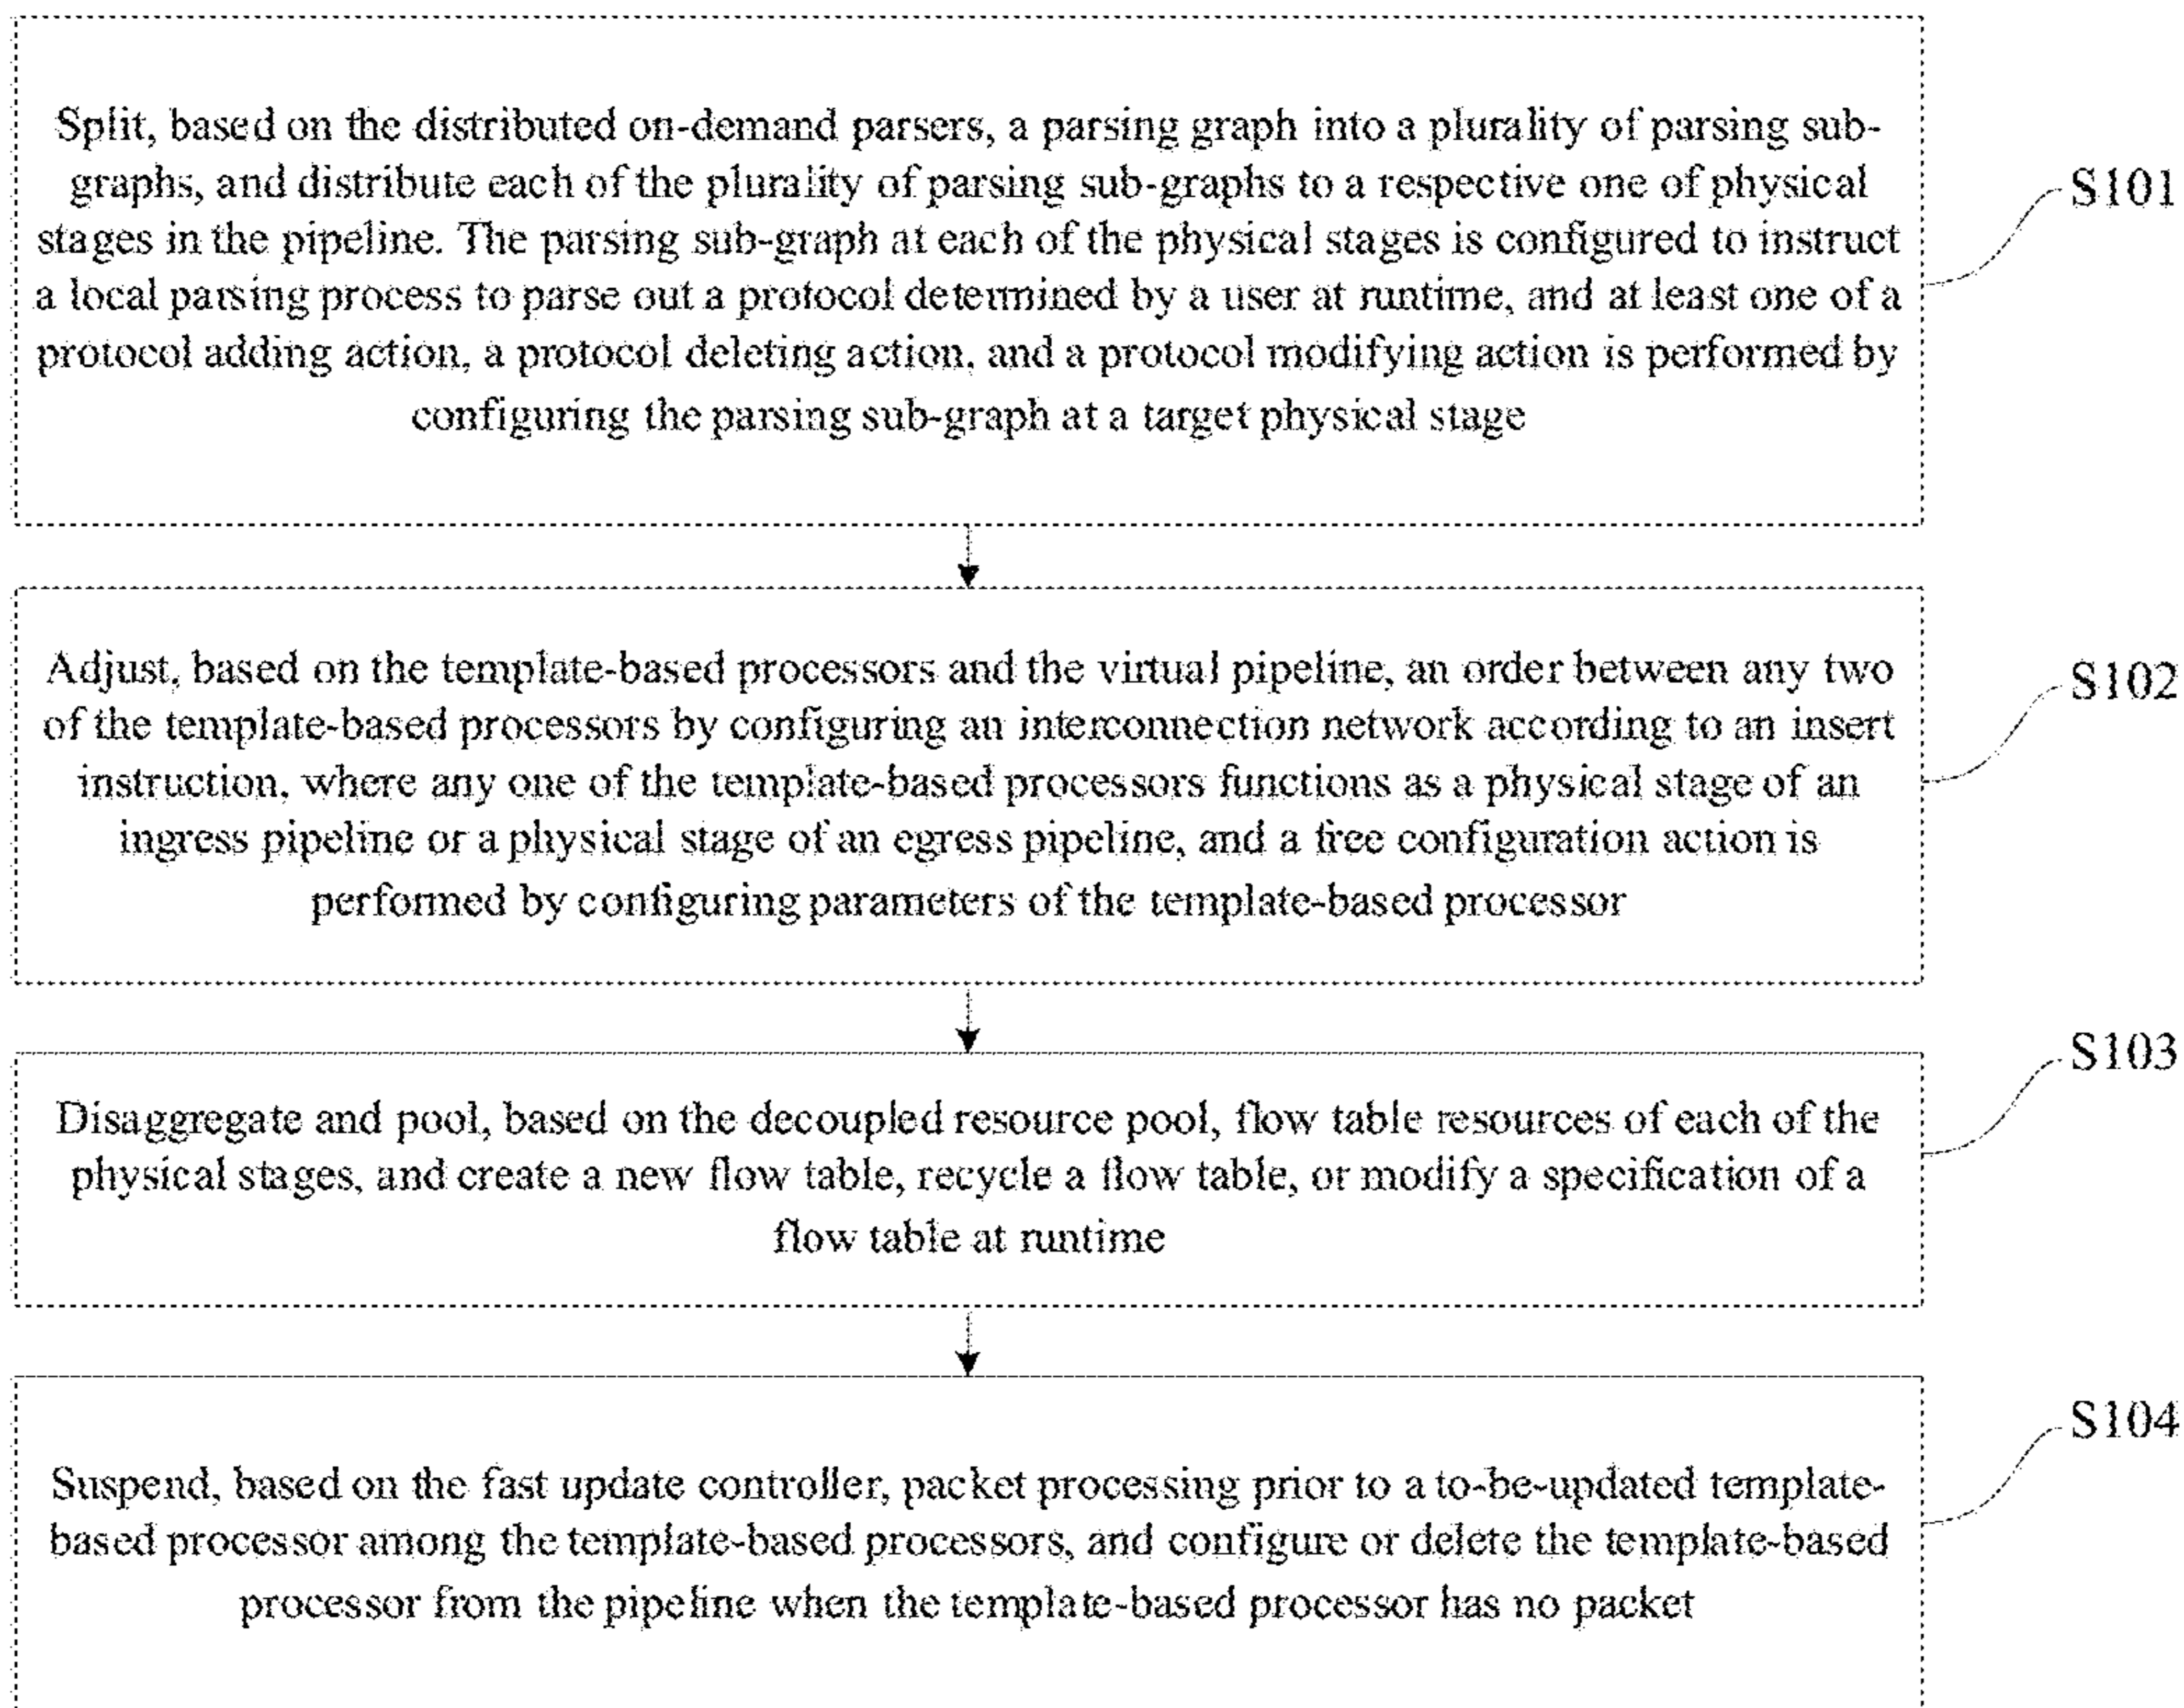 Split, based on the distributed on-demand parsers, a parsing graph into a plurality of parsing sub-
graphs, and distribute each of the plurality of parsing sub-graphs to a respective one of physical
stages in the pipeline. The parsing sub-graph at each of the physical stages is configured to instruct
a local parsing process to parse out a protocol determined by a user at runtime, and at least one of a
protocol adding action, a protocol deleting action, and a protocol modifying action is performed by
configuring the parsing sub-graph at a target physical stage
S101
Adjust, based on the template-based processors and the virtual pipeline, an order between any two
of the template-based processors by configuring an interconnection network according to an insert
instruction, where any one of the template-based processors functions as a physical stage of an
ingress pipeline or a physical stage of an egress pipeline, and a free configuration action is
performed by configuring parameters of the template-based processor
S102
Disaggregate and pool, based on the decoupled resource pool, flow table resources of each of the
physical stages, and create a new flow table, recycle a flow table, or modify a specification of a
flow table at runtime
S103
Suspend, based on the fast update controller, packet processing prior to a to-be-updated template-
based processor among the template-based processors, and configure or delete the template-based
processor from the pipeline when the template-based processor has no packet
S104